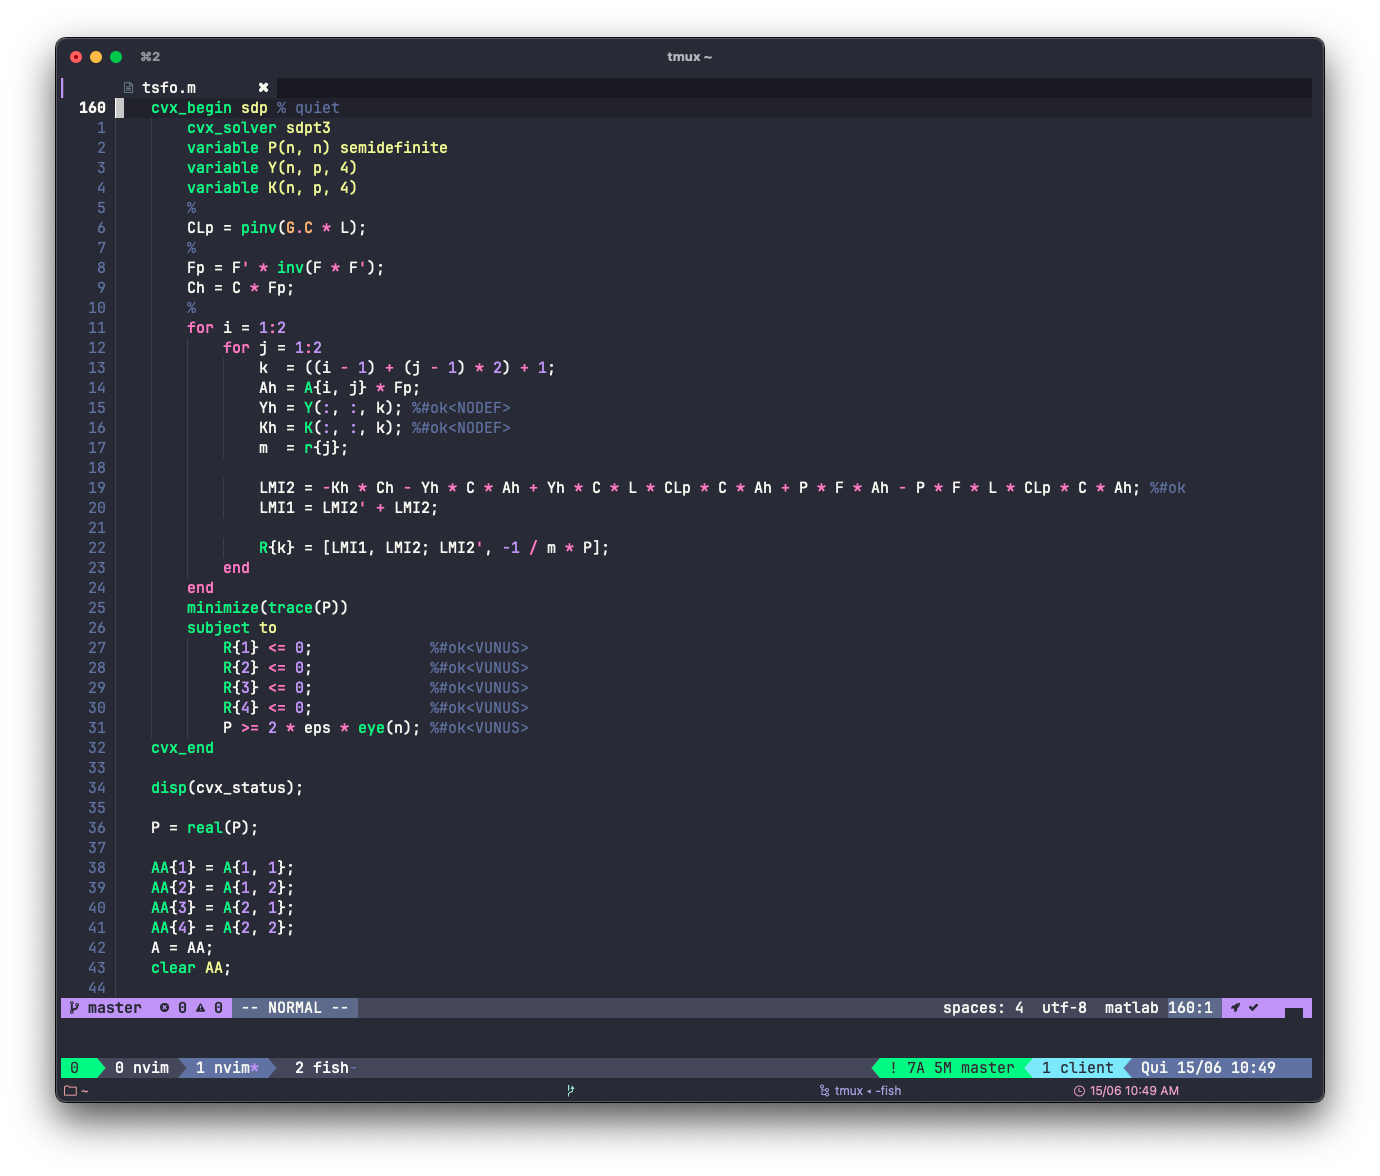 ⌘2 tmux ~
tsfo.m ✖
160 cvx_begin sdp % quiet
1 cvx_solver sdpt3
2 variable P(n, n) semidefinite
3 variable Y(n, p, 4)
4 variable K(n, p, 4)
5 %
6 CLp = pinv(G.C * L);
7 %
8 Fp = F' * inv(F * F');
9 Ch = C * Fp;
10 %
11 for i = 1:2
12 for j = 1:2
13 k  = ((i - 1) + (j - 1) * 2) + 1;
14 Ah = A{i, j} * Fp;
15 Yh = Y(:, :, k); %#ok<NODEF>
16 Kh = K(:, :, k); %#ok<NODEF>
17 m  = r{j};
18
19 LMI2 = -Kh * Ch - Yh * C * Ah + Yh * C * L * CLp * C * Ah + P * F * Ah - P * F * L * CLp * C * Ah; %#ok
20 LMI1 = LMI2' + LMI2;
21
22 R{k} = [LMI1, LMI2; LMI2', -1 / m * P];
23 end
24 end
25 minimize(trace(P))
26 subject to
27 R{1} <= 0; %#ok<VUNUS>
28 R{2} <= 0; %#ok<VUNUS>
29 R{3} <= 0; %#ok<VUNUS>
30 R{4} <= 0; %#ok<VUNUS>
31 P >= 2 * eps * eye(n); %#ok<VUNUS>
32 cvx_end
33
34 disp(cvx_status);
35
36 P = real(P);
37
38 AA{1} = A{1, 1};
39 AA{2} = A{1, 2};
40 AA{3} = A{2, 1};
41 AA{4} = A{2, 2};
42 A = AA;
43 clear AA;
44
master 0 0 -- NORMAL -- spaces: 4 utf-8 matlab 160:1
0 0 nvim 1 nvim* 2 fish- ! 7A 5M master 1 client Qui 15/06 10:49
~ tmux ◂ -fish 15/06 10:49 AM